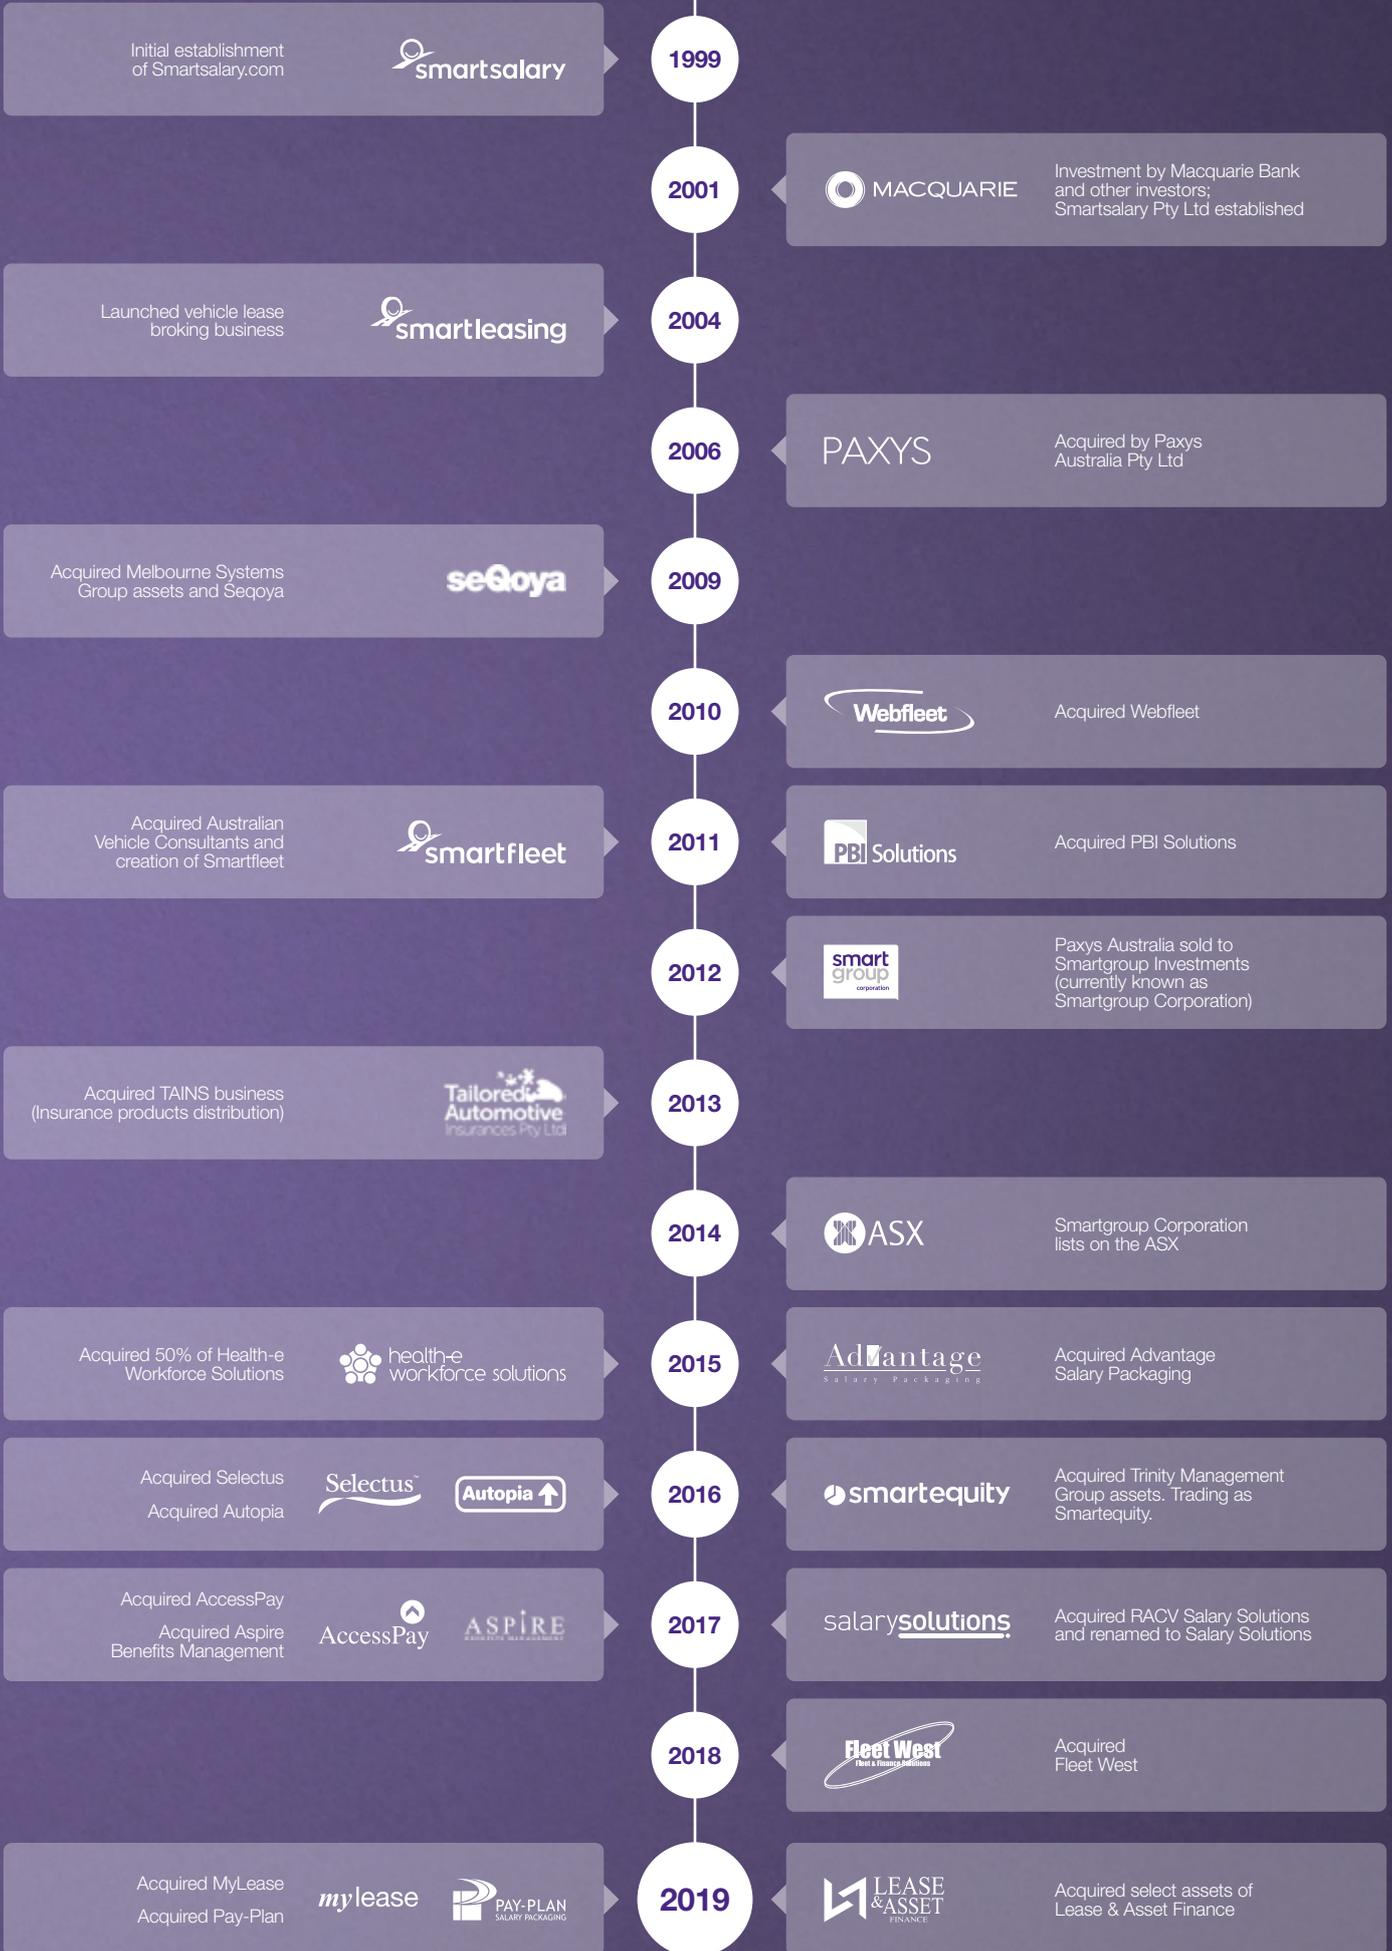 Initial establishment
of Smartsalary.com
smartsalary
1999
2001
MACQUARIE
Investment by Macquarie Bank
and other investors;
Smartsalary Pty Ltd established
Launched vehicle lease
broking business
smartleasing
2004
2006
PAXYS
Acquired by Paxys
Australia Pty Ltd
Acquired Melbourne Systems
Group assets and Seqoya
seQoya
2009
2010
Webfleet
Acquired Webfleet
Acquired Australian
Vehicle Consultants and
creation of Smartfleet
smartfleet
2011
PBI Solutions
Acquired PBI Solutions
2012
smart
group
corporation
Paxys Australia sold to
Smartgroup Investments
(currently known as
Smartgroup Corporation)
Acquired TAINS business
(Insurance products distribution)
Tailored
Automotive
Insurances Pty Ltd
2013
2014
ASX
Smartgroup Corporation
lists on the ASX
Acquired 50% of Health-e
Workforce Solutions
health-e
workforce solutions
2015
Advantage
Salary Packaging
Acquired Advantage
Salary Packaging
Acquired Selectus
Acquired Autopia
Selectus™
Autopia
2016
smartequity
Acquired Trinity Management
Group assets. Trading as
Smartequity.
Acquired AccessPay
Acquired Aspire
Benefits Management
AccessPay
ASPIRE
BENEFITS MANAGEMENT
2017
salarysolutions
Acquired RACV Salary Solutions
and renamed to Salary Solutions
2018
Fleet West
Fleet & Finance Solutions
Acquired
Fleet West
Acquired MyLease
Acquired Pay-Plan
mylease
PAY-PLAN
SALARY PACKAGING
2019
LEASE
&ASSET
FINANCE
Acquired select assets of
Lease & Asset Finance